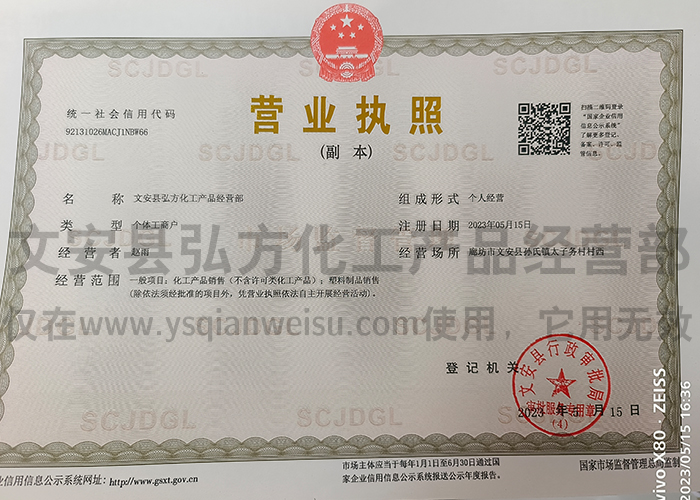 SCJDGL
SCJDGL
统一社会信用代码
92131026MACJ1NBW66
营业执照
(副 本)
扫描二维码登录
“国家企业信用
信息公示系统”
了解更多登记、
备案、许可、监
管信息。
SCJDGL
SCJDGL
SCJDGL
名 称 文安县弘方化工产品经营部
组成形式 个人经营
类 型 个体工商户
注册日期 2023年05月15日
文安县弘方化工产品经营部
经营者 赵雨
经营场所 廊坊市文安县孙氏镇太子务村村西
经营范围 一般项目：化工产品销售（不含许可类化工产品）；塑料制品销售
(除依法须经批准的项目外，凭营业执照依法自主开展经营活动)。
仅在www.ysqianweisu.com使用，它用无效
登记机关
文安县行政审批局
(4)
2023 年 5 月 15 日
SCJDGL
SCJDGL
业信用信息公示系统网址：http://www.gsxt.gov.cn
市场主体应当于每年1月1日至6月30日通过国
家企业信用信息公示系统报送公示年度报告。
国家市场监督管理总局监制
vivo X80 · ZEISS
2023/05/15 16:36